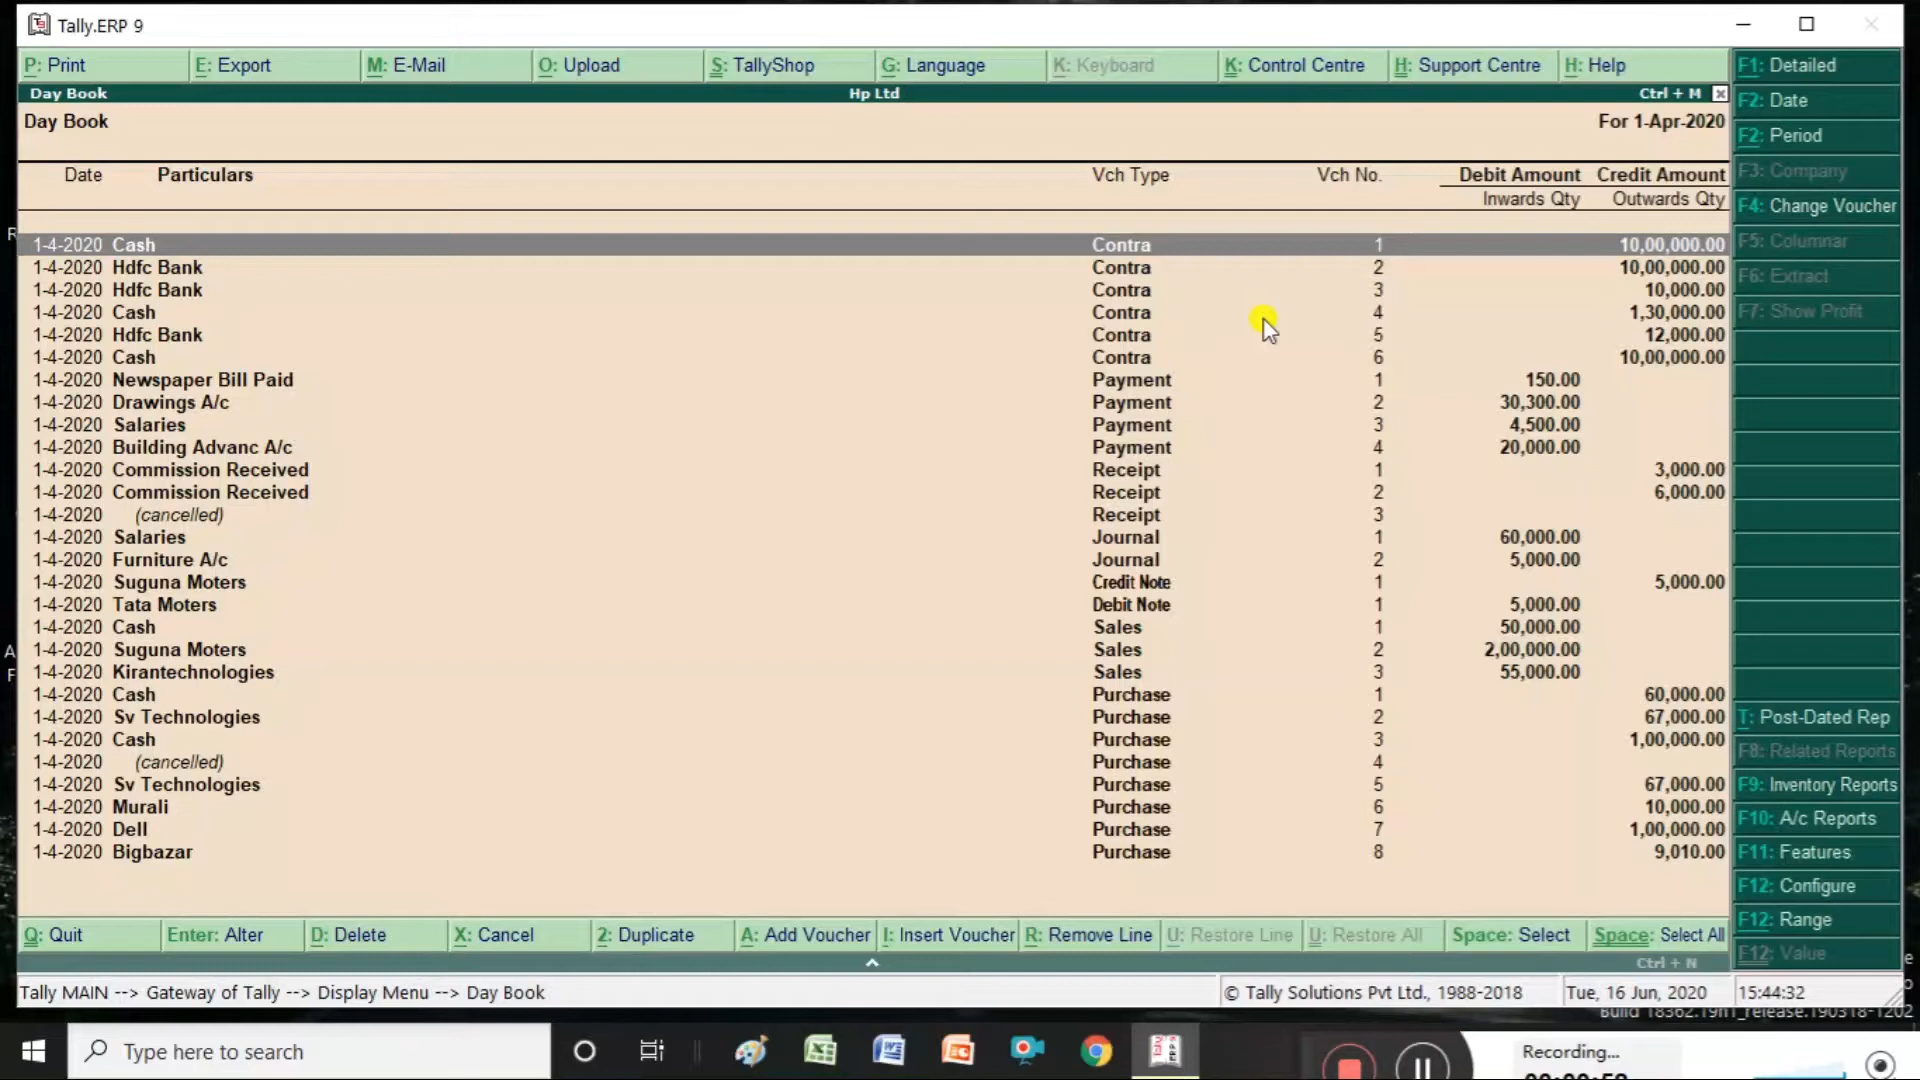 Tally.ERP 9
P: Print E: Export M: E-Mail O: Upload S: TallyShop G: Language K: Keyboard K: Control Centre H: Support Centre H: Help
Day Book Hp Ltd Ctrl + M
Day Book For 1-Apr-2020
Date Particulars Vch Type Vch No. Debit Amount Credit Amount
Inwards Qty Outwards Qty
1-4-2020 Cash Contra 1 10,00,000.00
1-4-2020 Hdfc Bank Contra 2 10,00,000.00
1-4-2020 Hdfc Bank Contra 3 10,000.00
1-4-2020 Cash Contra 4 1,30,000.00
1-4-2020 Hdfc Bank Contra 5 12,000.00
1-4-2020 Cash Contra 6 10,00,000.00
1-4-2020 Newspaper Bill Paid Payment 1 150.00
1-4-2020 Drawings A/c Payment 2 30,300.00
1-4-2020 Salaries Payment 3 4,500.00
1-4-2020 Building Advanc A/c Payment 4 20,000.00
1-4-2020 Commission Received Receipt 1 3,000.00
1-4-2020 Commission Received Receipt 2 6,000.00
1-4-2020 (cancelled) Receipt 3
1-4-2020 Salaries Journal 1 60,000.00
1-4-2020 Furniture A/c Journal 2 5,000.00
1-4-2020 Suguna Moters Credit Note 1 5,000.00
1-4-2020 Tata Moters Debit Note 1 5,000.00
1-4-2020 Cash Sales 1 50,000.00
1-4-2020 Suguna Moters Sales 2 2,00,000.00
1-4-2020 Kirantechnologies Sales 3 55,000.00
1-4-2020 Cash Purchase 1 60,000.00
1-4-2020 Sv Technologies Purchase 2 67,000.00
1-4-2020 Cash Purchase 3 1,00,000.00
1-4-2020 (cancelled) Purchase 4
1-4-2020 Sv Technologies Purchase 5 67,000.00
1-4-2020 Murali Purchase 6 10,000.00
1-4-2020 Dell Purchase 7 1,00,000.00
1-4-2020 Bigbazar Purchase 8 9,010.00
F1: Detailed
F2: Date
F2: Period
F3: Company
F4: Change Voucher
F5: Columnar
F6: Extract
F7: Show Profit
T: Post-Dated Rep
F8: Related Reports
F9: Inventory Reports
F10: A/c Reports
F11: Features
F12: Configure
F12: Range
F12: Value
Q: Quit Enter: Alter D: Delete X: Cancel 2: Duplicate A: Add Voucher I: Insert Voucher R: Remove Line U: Restore Line U: Restore All Space: Select Space: Select All
Ctrl + N
Tally MAIN --> Gateway of Tally --> Display Menu --> Day Book © Tally Solutions Pvt Ltd., 1988-2018 Tue, 16 Jun, 2020 15:44:32
Build 18362.19h1_release.190318-1202
Type here to search
Recording...